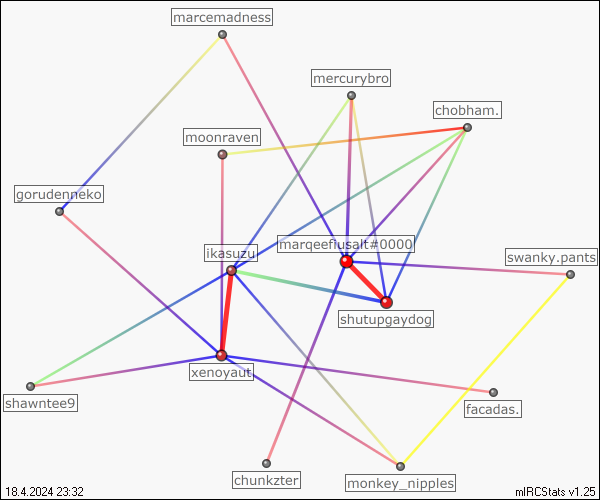 marcemadness
mercurybro
chobham.
moonraven
gorudenneko
marqeeflusalt#0000
ikasuzu
swanky.pants
shutupgaydog
xenoyaut
shawntee9
facadas.
chunkzter
monkey_nipples
18.4.2024 23:32
mIRCStats v1.25